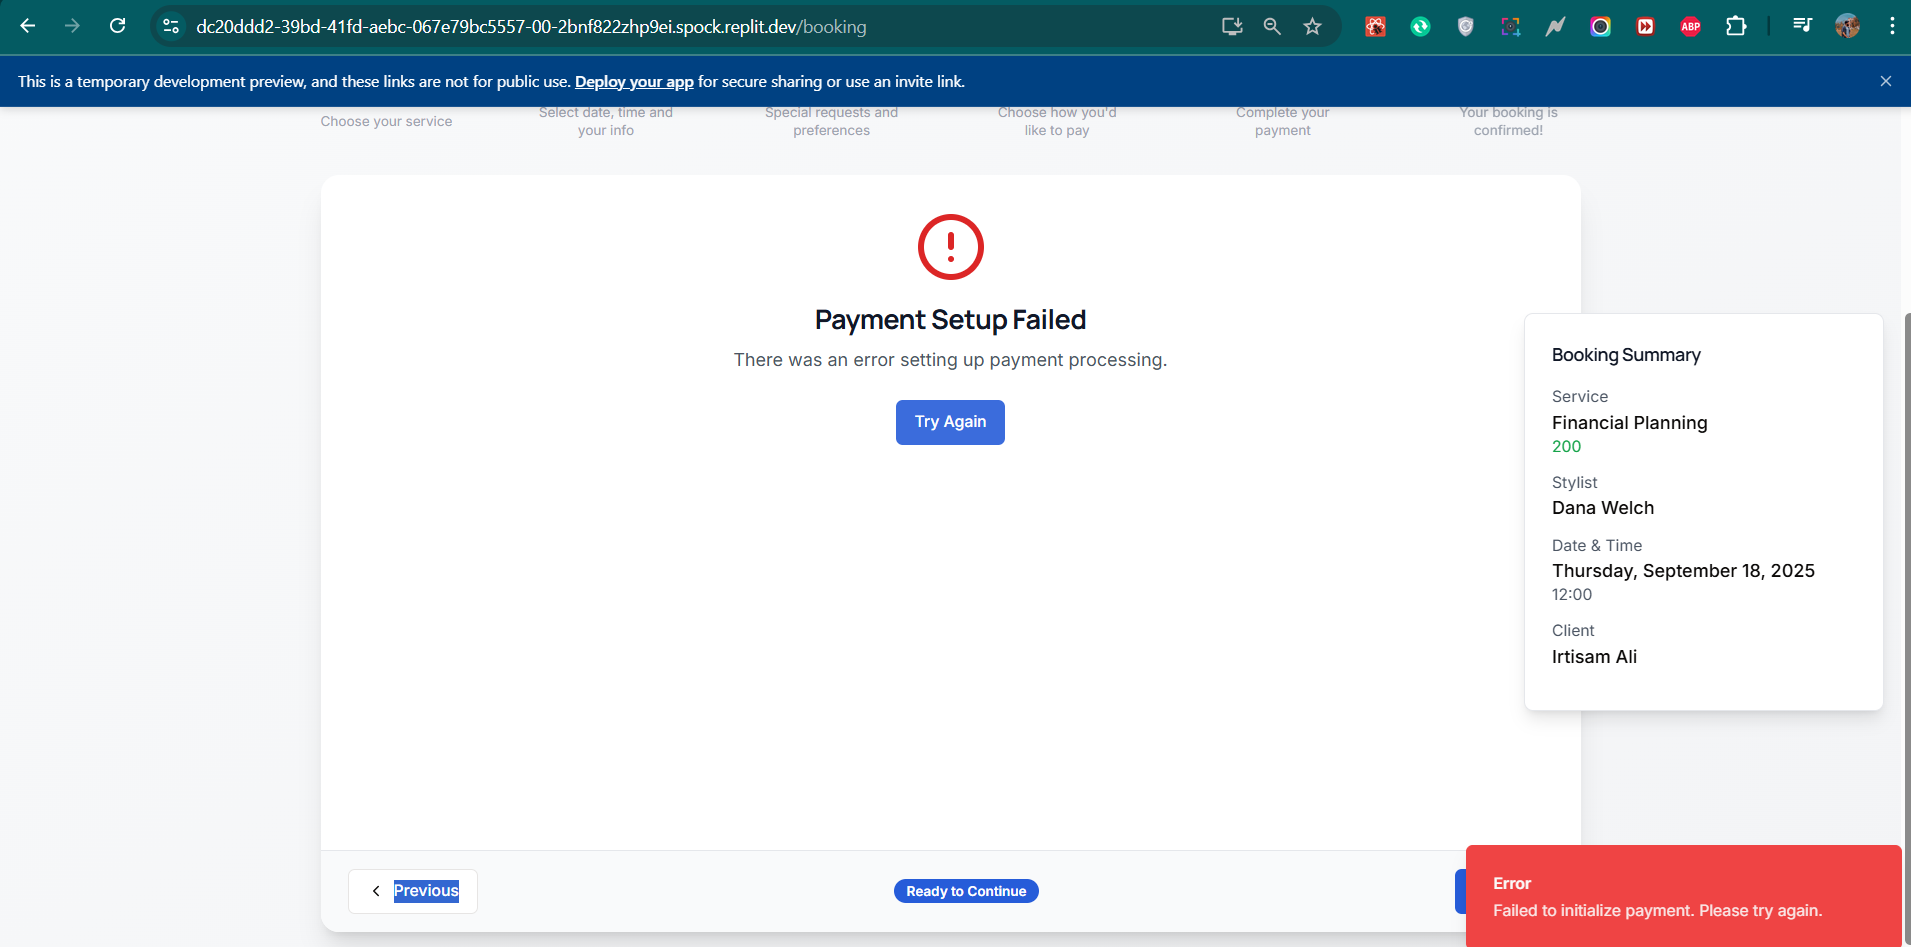 dc20ddd2-39bd-41fd-aebc-067e79bc5557-00-2bnf822zhp9ei.spock.replit.dev/booking
ABP
This is a temporary development preview, and these links are not for public use. Deploy your app for secure sharing or use an invite link.
Choose your service
Select date, time and
your info
Special requests and
preferences
Choose how you'd
like to pay
Complete your
payment
Your booking is
confirmed!
Payment Setup Failed
There was an error setting up payment processing.
Try Again
Booking Summary
Service
Financial Planning
200
Stylist
Dana Welch
Date & Time
Thursday, September 18, 2025
12:00
Client
Irtisam Ali
Previous
Ready to Continue
Error
Failed to initialize payment. Please try again.